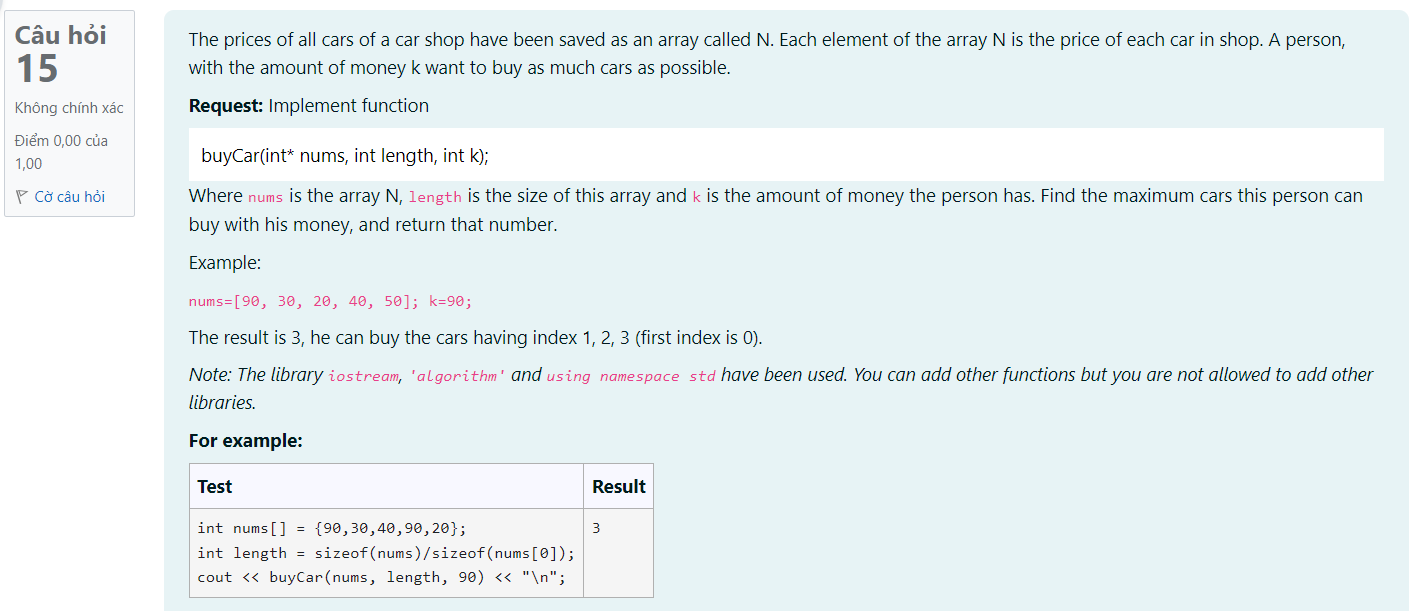 Câu hỏi
15
Không chính xác
Điểm 0,00 của
1,00
Cờ câu hỏi
The prices of all cars of a car shop have been saved as an array called N. Each element of the array N is the price of each car in shop. A person,
with the amount of money k want to buy as much cars as possible.
Request: Implement function
buyCar(int* nums, int length, int k);
Where nums is the array N, length is the size of this array and k is the amount of money the person has. Find the maximum cars this person can
buy with his money, and return that number.
Example:
nums=[90, 30, 20, 40, 50]; k=90;
The result is 3, he can buy the cars having index 1, 2, 3 (first index is 0).
Note: The library iostream, 'algorithm' and using namespace std have been used. You can add other functions but you are not allowed to add other
libraries.
For example:
Test Result
int nums[] = {90,30,40,90,20}; 3
int length = sizeof(nums)/sizeof(nums[0]);
cout << buyCar(nums, length, 90) << "\n";